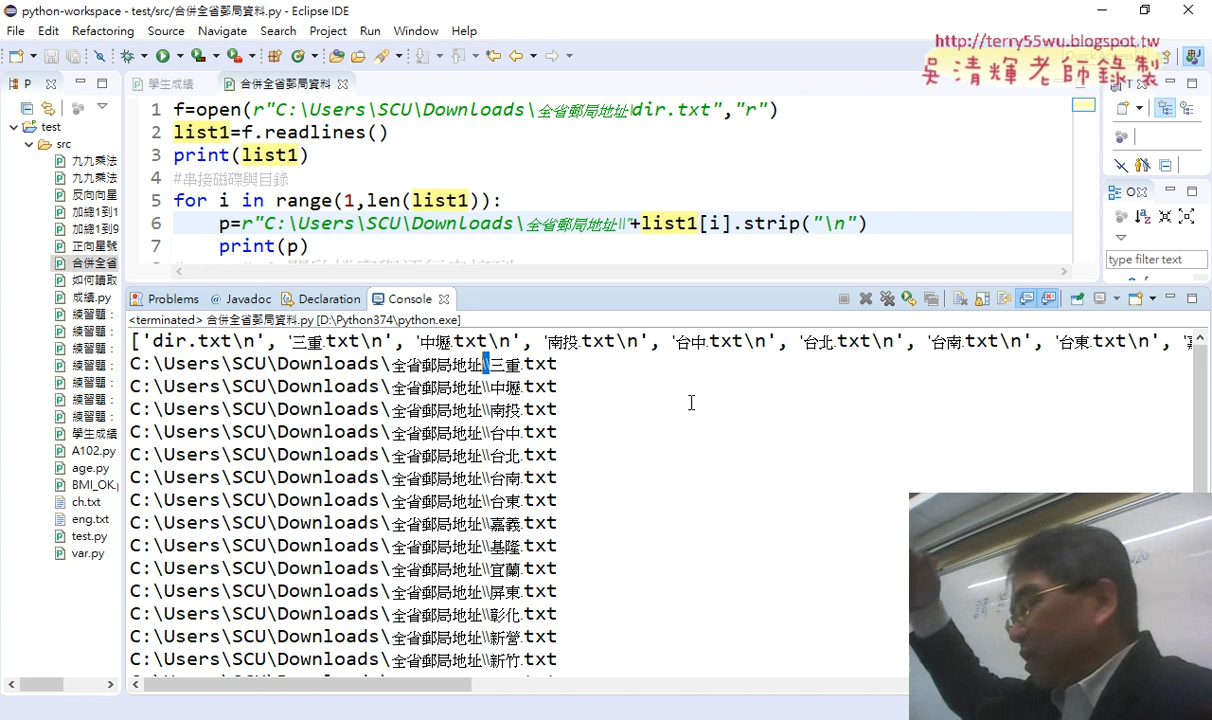 python-workspace - test/src/合併全省郵局資料.py - Eclipse IDE
File Edit Refactoring Source Navigate Search Project Run Window Help
http://terry55wu.blogspot.tw
吳清輝老師錄製
P
學生成績
合併全省郵局資料
test
src
九九乘法
九九乘法
反向向星
加總1到1
加總1到9
正向星號
合併全省
如何讀取
成績.py
練習題：
練習題：
練習題：
練習題：
練習題：
練習題：
練習題：
學生成績
A102.py
age.py
BMI_OK.p
ch.txt
eng.txt
test.py
var.py
1 f=open(r"C:\Users\SCU\Downloads\全省郵局地址\dir.txt","r")
2 list1=f.readlines()
3 print(list1)
4 #串接磁碟與目錄
5 for i in range(1,len(list1)):
6 p=r"C:\Users\SCU\Downloads\全省郵局地址\\"+list1[i].strip("\n")
7 print(p)
type filter text
Problems @ Javadoc Declaration Console
<terminated> 合併全省郵局資料.py [D:\Python374\python.exe]
['dir.txt\n', '三重.txt\n', '中壢.txt\n', '南投.txt\n', '台中.txt\n', '台北.txt\n', '台南.txt\n', '台東.txt\n',
C:\Users\SCU\Downloads\全省郵局地址\\三重.txt
C:\Users\SCU\Downloads\全省郵局地址\\中壢.txt
C:\Users\SCU\Downloads\全省郵局地址\\南投.txt
C:\Users\SCU\Downloads\全省郵局地址\\台中.txt
C:\Users\SCU\Downloads\全省郵局地址\\台北.txt
C:\Users\SCU\Downloads\全省郵局地址\\台南.txt
C:\Users\SCU\Downloads\全省郵局地址\\台東.txt
C:\Users\SCU\Downloads\全省郵局地址\\嘉義.txt
C:\Users\SCU\Downloads\全省郵局地址\\基隆.txt
C:\Users\SCU\Downloads\全省郵局地址\\宜蘭.txt
C:\Users\SCU\Downloads\全省郵局地址\\屏東.txt
C:\Users\SCU\Downloads\全省郵局地址\\彰化.txt
C:\Users\SCU\Downloads\全省郵局地址\\新營.txt
C:\Users\SCU\Downloads\全省郵局地址\\新竹.txt